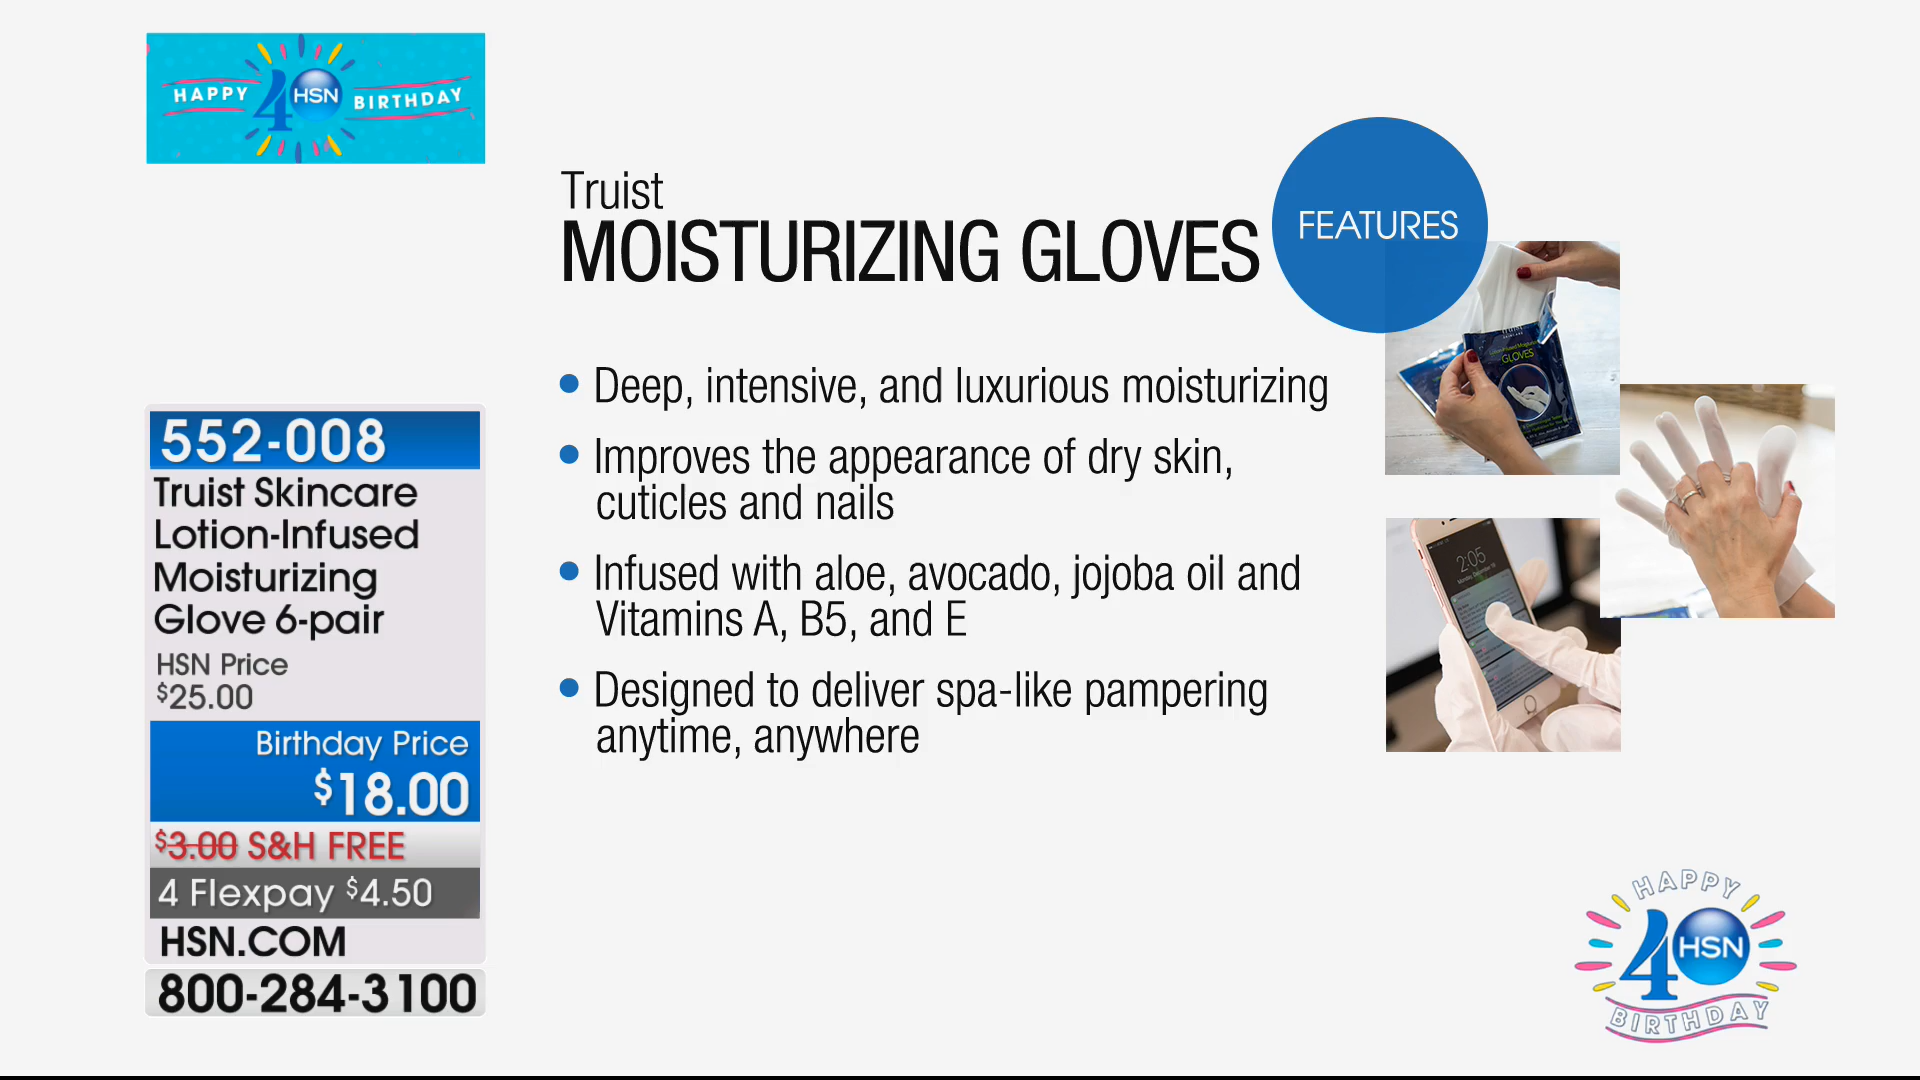 HAPPY 40 HSN BIRTHDAY
Truist
MOISTURIZING GLOVES
FEATURES
• Deep, intensive, and luxurious moisturizing
• Improves the appearance of dry skin,
cuticles and nails
• Infused with aloe, avocado, jojoba oil and
Vitamins A, B5, and E
• Designed to deliver spa-like pampering
anytime, anywhere
552-008
Truist Skincare
Lotion-Infused
Moisturizing
Glove 6-pair
HSN Price
$25.00
Birthday Price
$18.00
$3.00 S&H FREE
4 Flexpay $4.50
HSN.COM
800-284-3100
GLOVES
2:05
HAPPY
40 HSN
BIRTHDAY